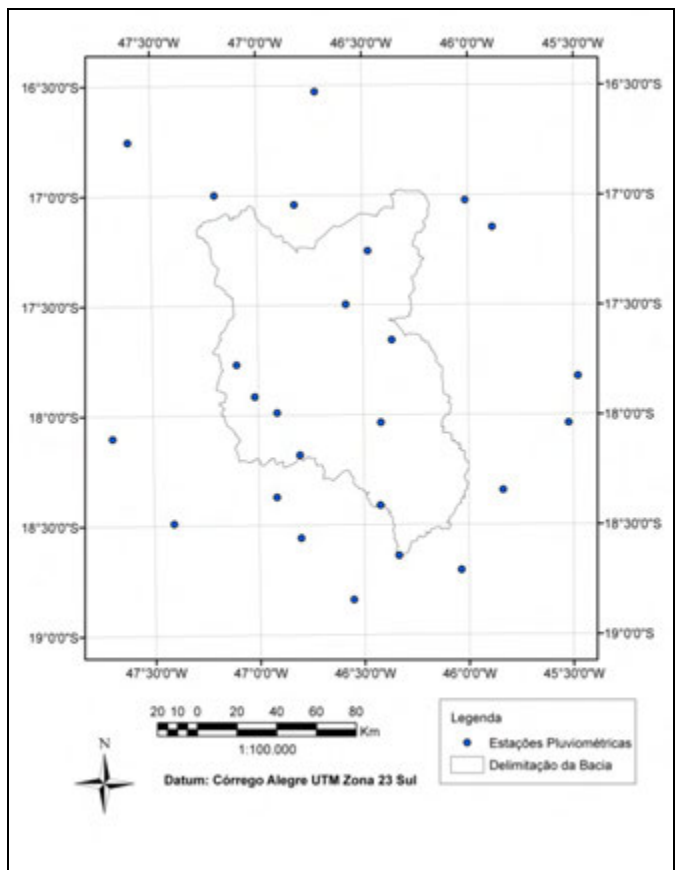 47°30'0"W 47°0'0"W 46°30'0"W 46°0'0"W 45°30'0"W
16°30'0"S 16°30'0"S
17°0'0"S 17°0'0"S
17°30'0"S 17°30'0"S
18°0'0"S 18°0'0"S
18°30'0"S 18°30'0"S
19°0'0"S 19°0'0"S
47°30'0"W 47°0'0"W 46°30'0"W 46°0'0"W 45°30'0"W
20 10 0 20 40 60 80
Km
1:100.000
N
Datum: Córrego Alegre UTM Zona 23 Sul
Legenda
Estações Pluviométricas
Delimitação da Bacia